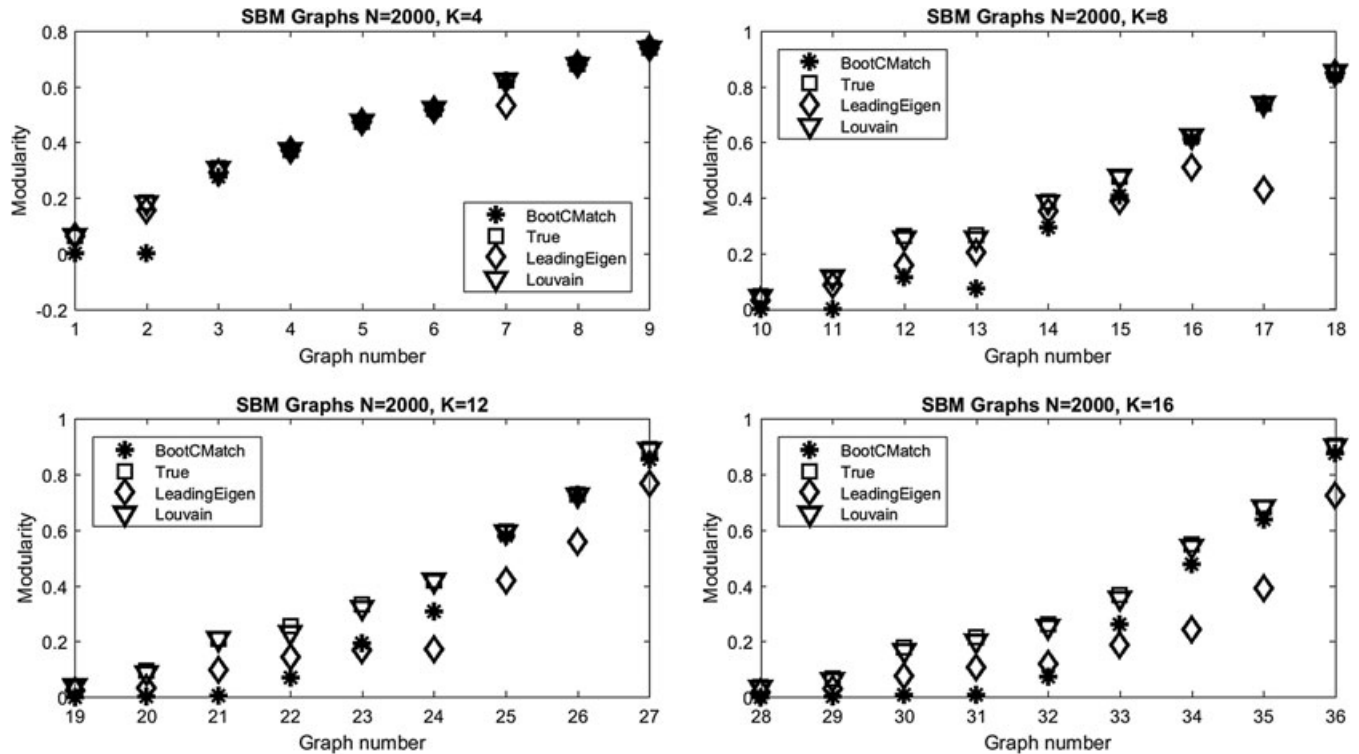 SBM Graphs N=2000, K=4
Modularity
0.8
0.6
0.4
0.2
0
-0.2
BootCMatch
True
LeadingEigen
Louvain
1 2 3 4 5 6 7 8 9
Graph number
SBM Graphs N=2000, K=8
Modularity
1
0.8
0.6
0.4
0.2
0
BootCMatch
True
LeadingEigen
Louvain
10 11 12 13 14 15 16 17 18
Graph number
SBM Graphs N=2000, K=12
Modularity
1
0.8
0.6
0.4
0.2
0
BootCMatch
True
LeadingEigen
Louvain
19 20 21 22 23 24 25 26 27
Graph number
SBM Graphs N=2000, K=16
Modularity
1
0.8
0.6
0.4
0.2
0
BootCMatch
True
LeadingEigen
Louvain
28 29 30 31 32 33 34 35 36
Graph number